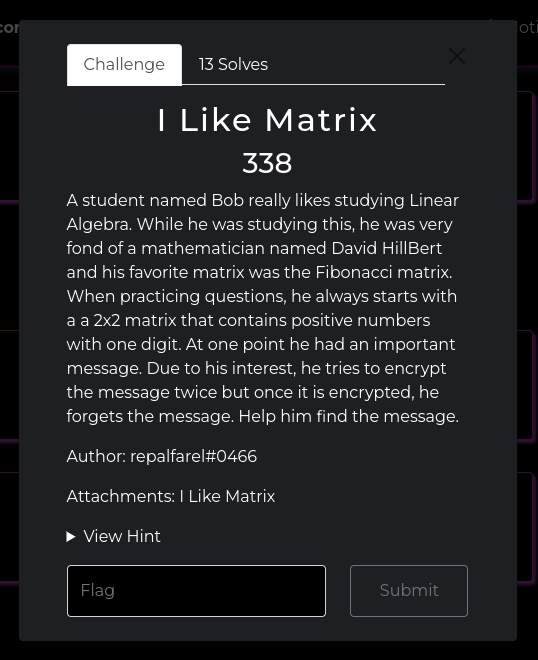 Challenge
13 Solves
I Like Matrix
338
A student named Bob really likes studying Linear
Algebra. While he was studying this, he was very
fond of a mathematician named David HillBert
and his favorite matrix was the Fibonacci matrix.
When practicing questions, he always starts with
a a 2x2 matrix that contains positive numbers
with one digit. At one point he had an important
message. Due to his interest, he tries to encrypt
the message twice but once it is encrypted, he
forgets the message. Help him find the message.
Author: repalfarel#0466
Attachments: I Like Matrix
View Hint
Flag
Submit